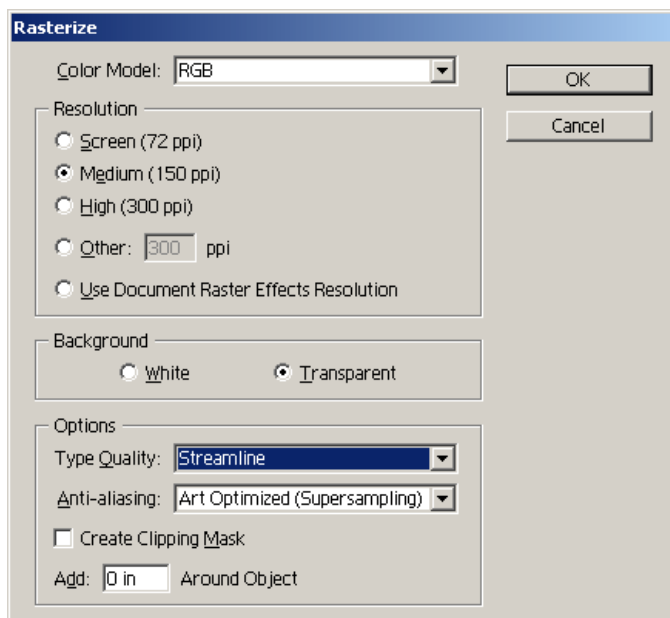 Rasterize
Color Model: RGB
OK
Cancel
Resolution
Screen (72 ppi)
Medium (150 ppi)
High (300 ppi)
Other: 300 ppi
Use Document Raster Effects Resolution
Background
White Transparent
Options
Type Quality: Streamline
Anti-aliasing: Art Optimized (Supersampling)
Create Clipping Mask
Add: 0 in Around Object